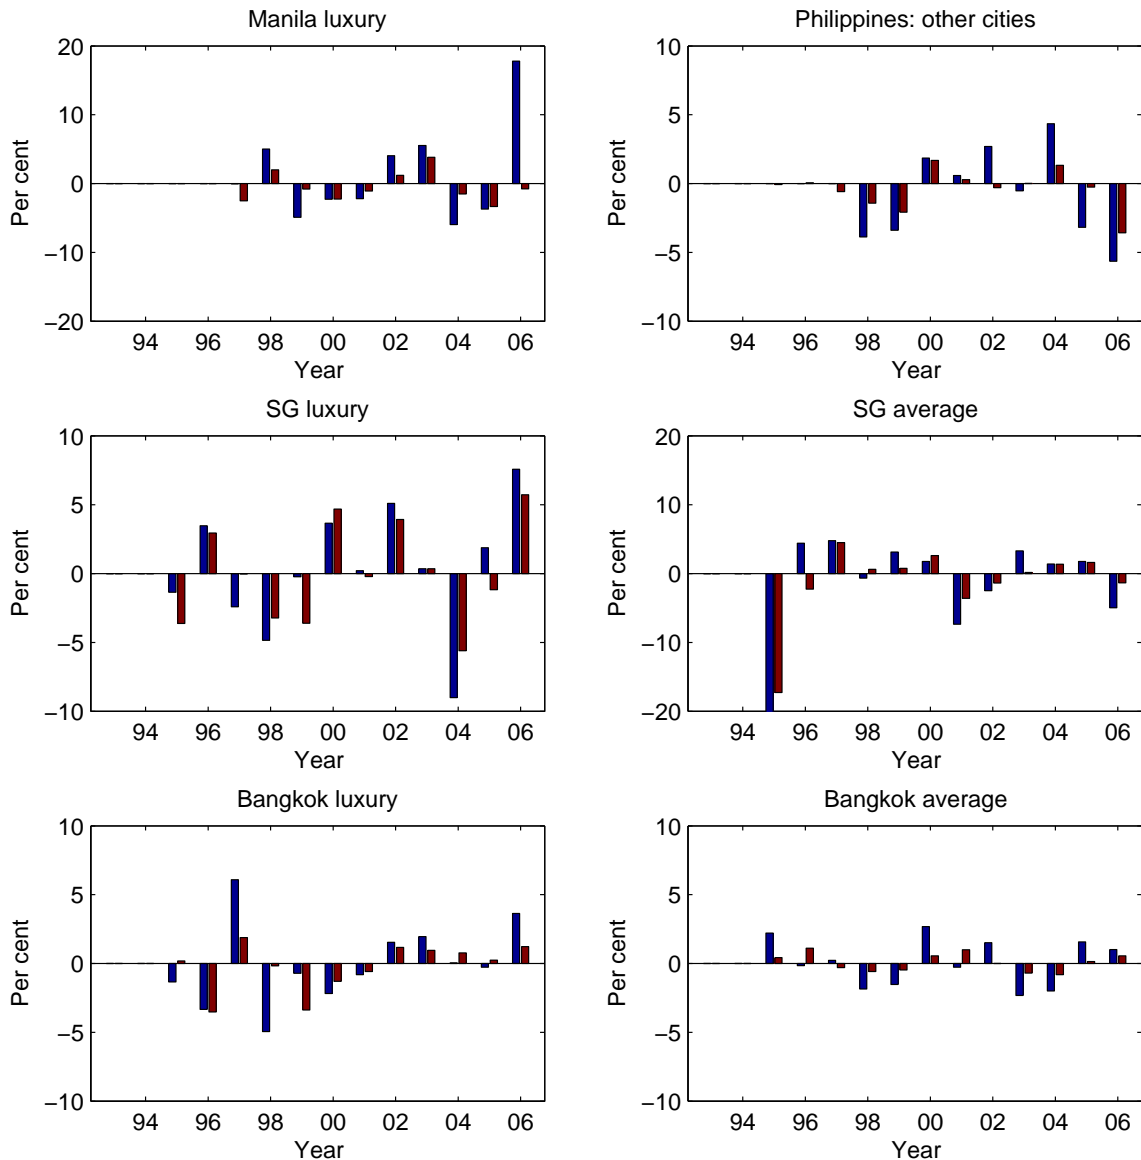 Manila luxury
20
10
0
−10
−20
Per cent
94 96 98 00 02 04 06
Year
Philippines: other cities
10
5
0
−5
−10
Per cent
94 96 98 00 02 04 06
Year
SG luxury
10
5
0
−5
−10
Per cent
94 96 98 00 02 04 06
Year
SG average
20
10
0
−10
−20
Per cent
94 96 98 00 02 04 06
Year
Bangkok luxury
10
5
0
−5
−10
Per cent
94 96 98 00 02 04 06
Year
Bangkok average
10
5
0
−5
−10
Per cent
94 96 98 00 02 04 06
Year